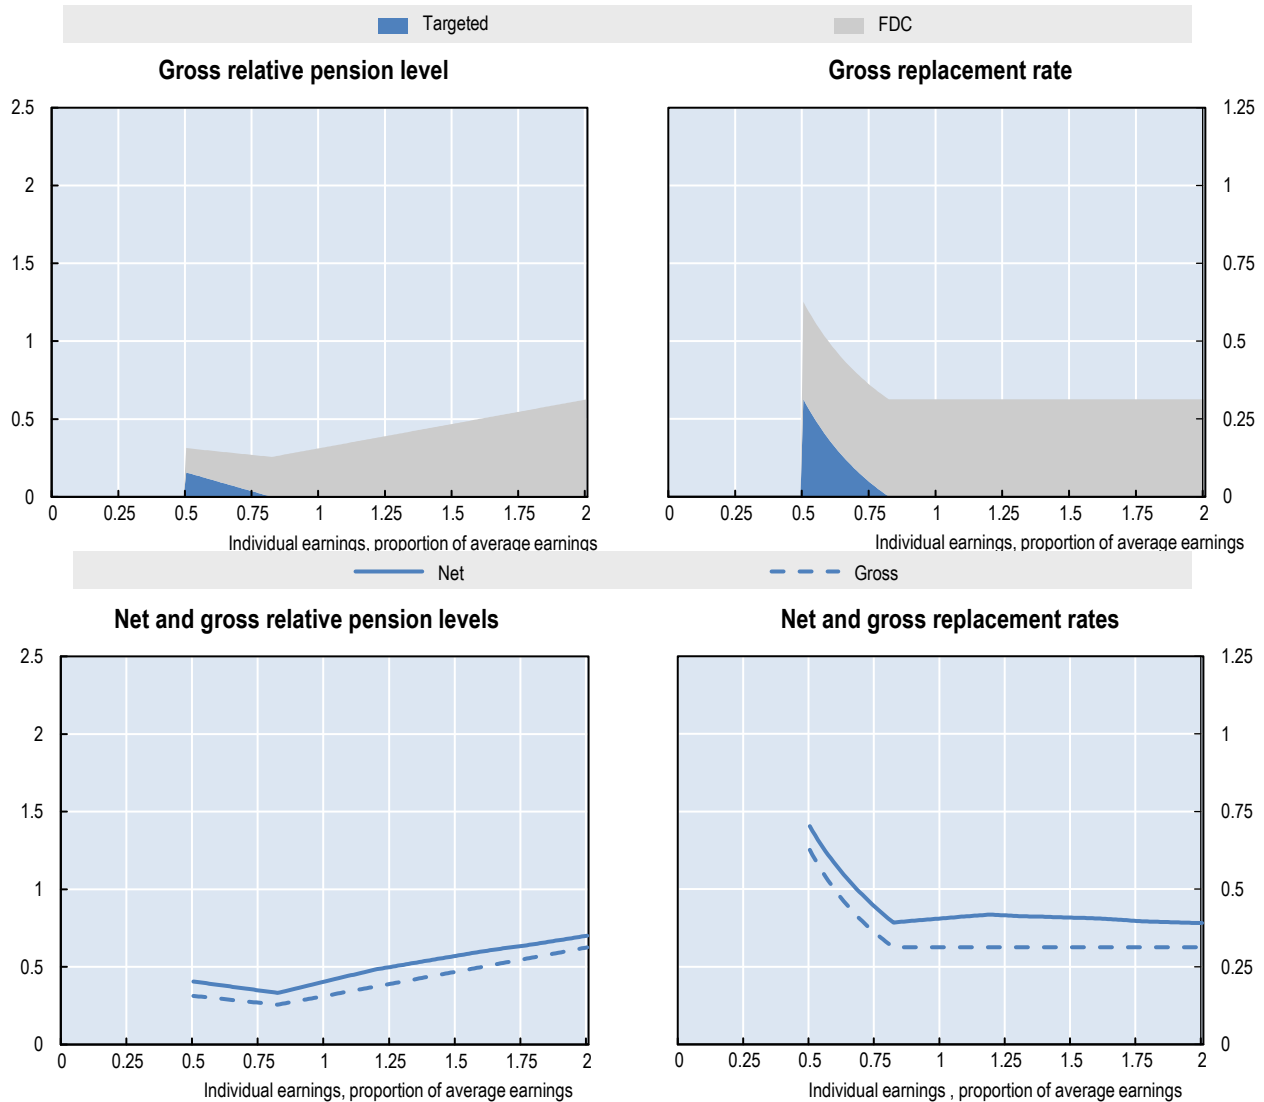 Targeted FDC
Gross relative pension level Gross replacement rate
2.5 1.25
2 1
1.5 0.75
1 0.5
0.5 0.25
0 0
0 0.25 0.5 0.75 1 1.25 1.5 1.75 2 0 0.25 0.5 0.75 1 1.25 1.5 1.75 2
Individual earnings, proportion of average earnings Individual earnings, proportion of average earnings
Net Gross
Net and gross relative pension levels Net and gross replacement rates
2.5 1.25
2 1
1.5 0.75
1 0.5
0.5 0.25
0 0
0 0.25 0.5 0.75 1 1.25 1.5 1.75 2 0 0.25 0.5 0.75 1 1.25 1.5 1.75 2
Individual earnings, proportion of average earnings Individual earnings , proportion of average earnings